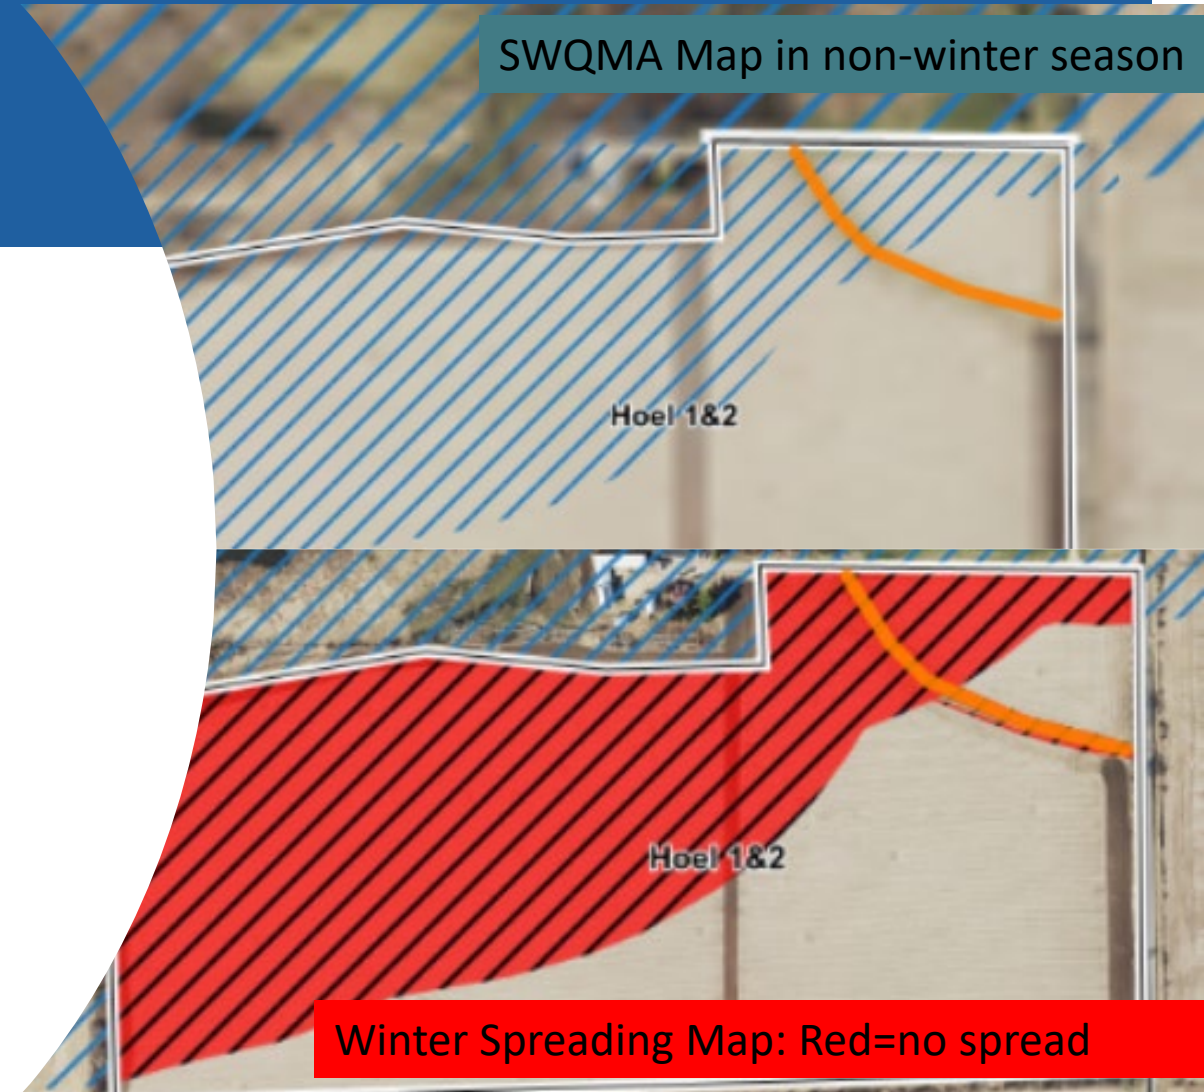 SWQMA Map in non-winter season
Hoel 1&2
Hoel 1&2
Winter Spreading Map: Red=no spread